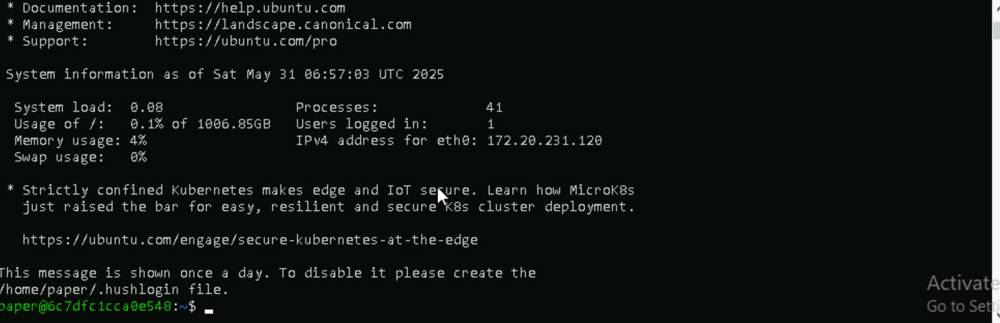 * Documentation:  https://help.ubuntu.com
* Management:     https://landscape.canonical.com
* Support:        https://ubuntu.com/pro
System information as of Sat May 31 06:57:03 UTC 2025
System load:  0.08                Processes:             41
Usage of /:   0.1% of 1006.85GB   Users logged in:       1
Memory usage: 4%                  IPv4 address for eth0: 172.20.231.120
Swap usage:   0%
* Strictly confined Kubernetes makes edge and IoT secure. Learn how MicroK8s
just raised the bar for easy, resilient and secure K8s cluster deployment.
https://ubuntu.com/engage/secure-kubernetes-at-the-edge
This message is shown once a day. To disable it please create the
/home/paper/.hushlogin file.
paper@6c7dfc1cca0e548:~$
Activate
Go to Setti